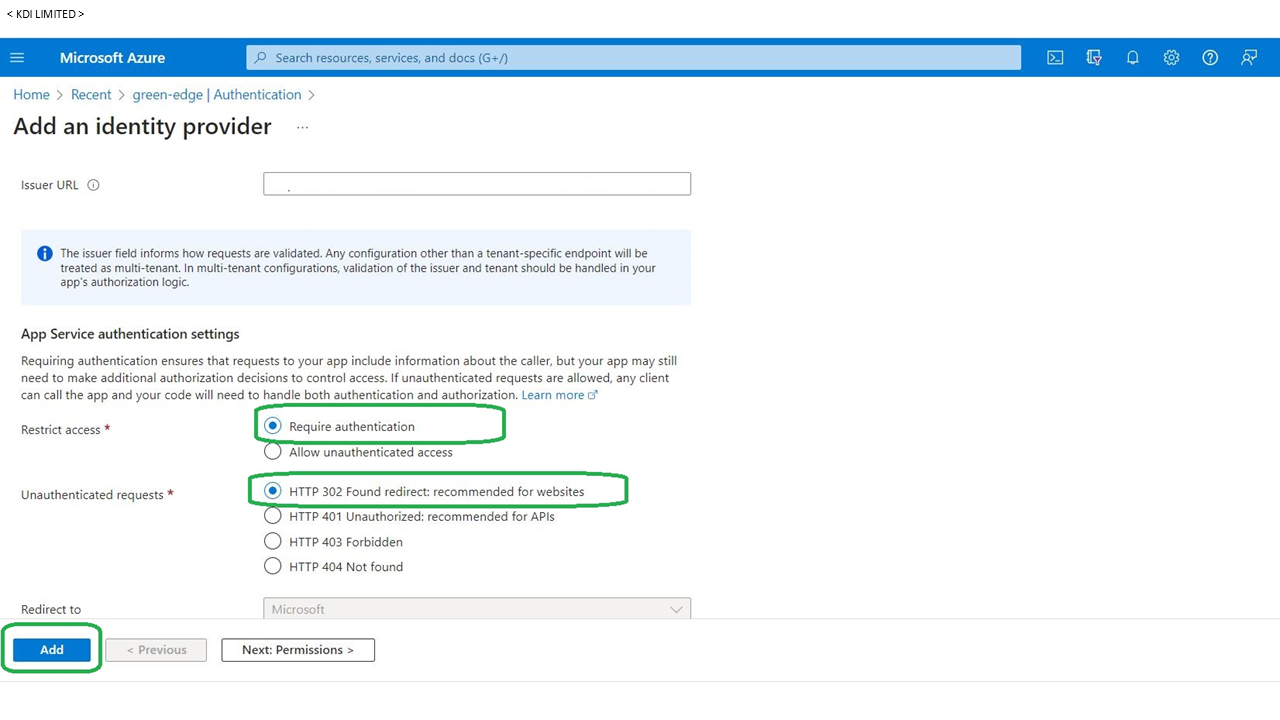 < KDI LIMITED >
Microsoft Azure
Search resources, services, and docs (G+/)
Home > Recent > green-edge | Authentication >
Add an identity provider ...
Issuer URL
The issuer field informs how requests are validated. Any configuration other than a tenant-specific endpoint will be
treated as multi-tenant. In multi-tenant configurations, validation of the issuer and tenant should be handled in your
app's authorization logic.
App Service authentication settings
Requiring authentication ensures that requests to your app include information about the caller, but your app may still
need to make additional authorization decisions to control access. If unauthenticated requests are allowed, any client
can call the app and your code will need to handle both authentication and authorization. Learn more
Restrict access *
Require authentication
Allow unauthenticated access
Unauthenticated requests *
HTTP 302 Found redirect: recommended for websites
HTTP 401 Unauthorized: recommended for APIs
HTTP 403 Forbidden
HTTP 404 Not found
Redirect to
Microsoft
Add
< Previous
Next: Permissions >